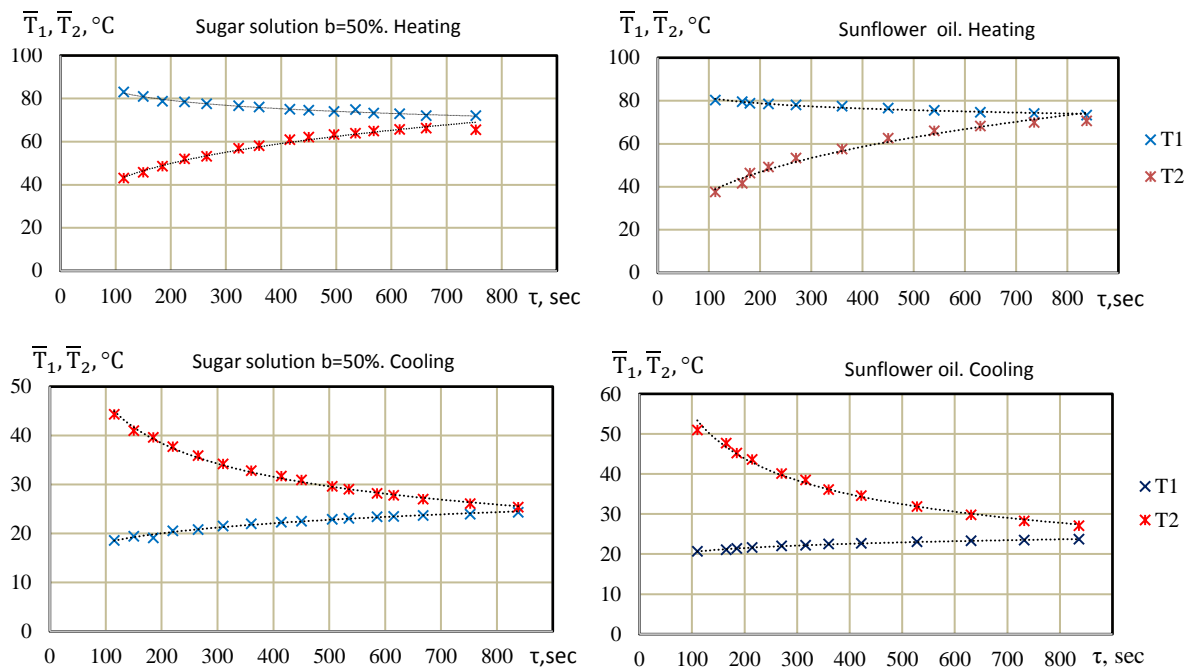 T̅₁, T̅₂, °C
Sugar solution b=50%. Heating
100
80
60
40
20
0
0 100 200 300 400 500 600 700 800 τ, sec
T̅₁, T̅₂, °C
Sunflower oil. Heating
100
80
60
40
20
0
0 100 200 300 400 500 600 700 800 τ, sec
T1
T2
T̅₁, T̅₂, °C
Sugar solution b=50%. Cooling
50
40
30
20
10
0
0 100 200 300 400 500 600 700 800 τ,sec
T̅₁, T̅₂, °C
Sunflower oil. Cooling
60
50
40
30
20
10
0
0 100 200 300 400 500 600 700 800 τ, sec
T1
T2